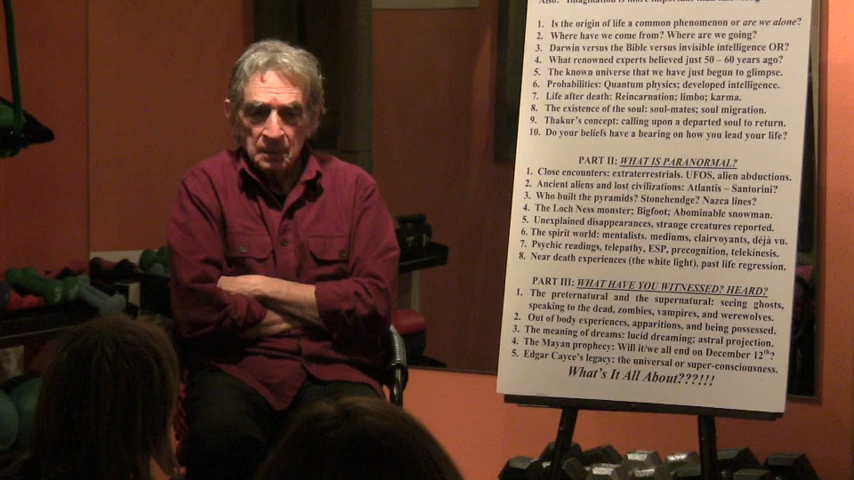 Also: Imagination is more important than knowledge
1. Is the origin of life a common phenomenon or are we alone?
2. Where have we come from? Where are we going?
3. Darwin versus the Bible versus invisible intelligence OR?
4. What renowned experts believed just 50 – 60 years ago?
5. The known universe that we have just begun to glimpse.
6. Probabilities: Quantum physics; developed intelligence.
7. Life after death: Reincarnation; limbo; karma.
8. The existence of the soul: soul-mates; soul migration.
9. Thakur's concept: calling upon a departed soul to return.
10. Do your beliefs have a bearing on how you lead your life?
PART II: WHAT IS PARANORMAL?
1. Close encounters: extraterrestrials. UFOS, alien abductions.
2. Ancient aliens and lost civilizations: Atlantis – Santorini?
3. Who built the pyramids? Stonehendge? Nazca lines?
4. The Loch Ness monster; Bigfoot; Abominable snowman.
5. Unexplained disappearances, strange creatures reported.
6. The spirit world: mentalists. mediums, clairvoyants, déjà vu.
7. Psychic readings, telepathy, ESP, precognition, telekinesis.
8. Near death experiences (the white light), past life regression.
PART III: WHAT HAVE YOU WITNESSED? HEARD?
1. The preternatural and the supernatural: seeing ghosts,
speaking to the dead, zombies, vampires, and werewolves.
2. Out of body experiences, apparitions, and being possessed.
3. The meaning of dreams: lucid dreaming; astral projection.
4. The Mayan prophecy: Will it/we all end on December 12th?
5. Edgar Cayce's legacy: the universal or super-consciousness.
What's It All About???!!!